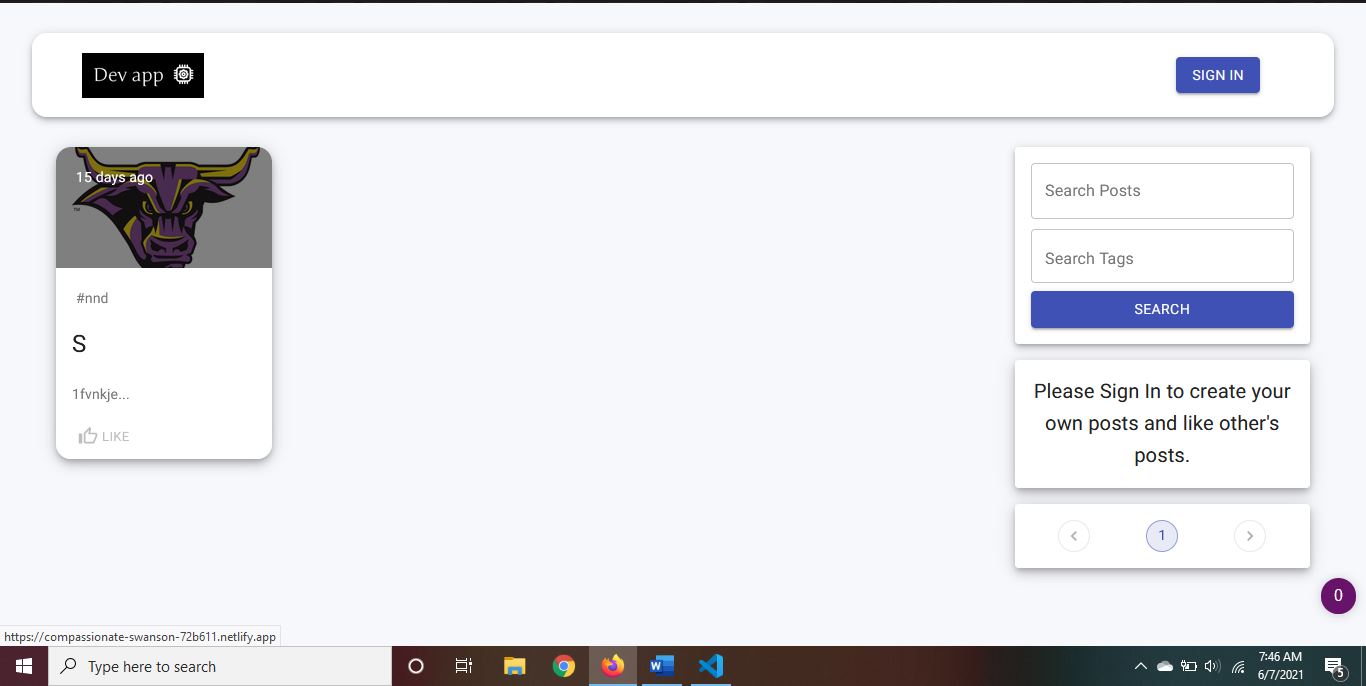 Dev app
SIGN IN
15 days ago
TM
#nnd
S
1fvnkje...
LIKE
Search Posts
Search Tags
SEARCH
Please Sign In to create your
own posts and like other's
posts.
1
0
https://compassionate-swanson-72b611.netlify.app
Type here to search
7:46 AM
6/7/2021
5